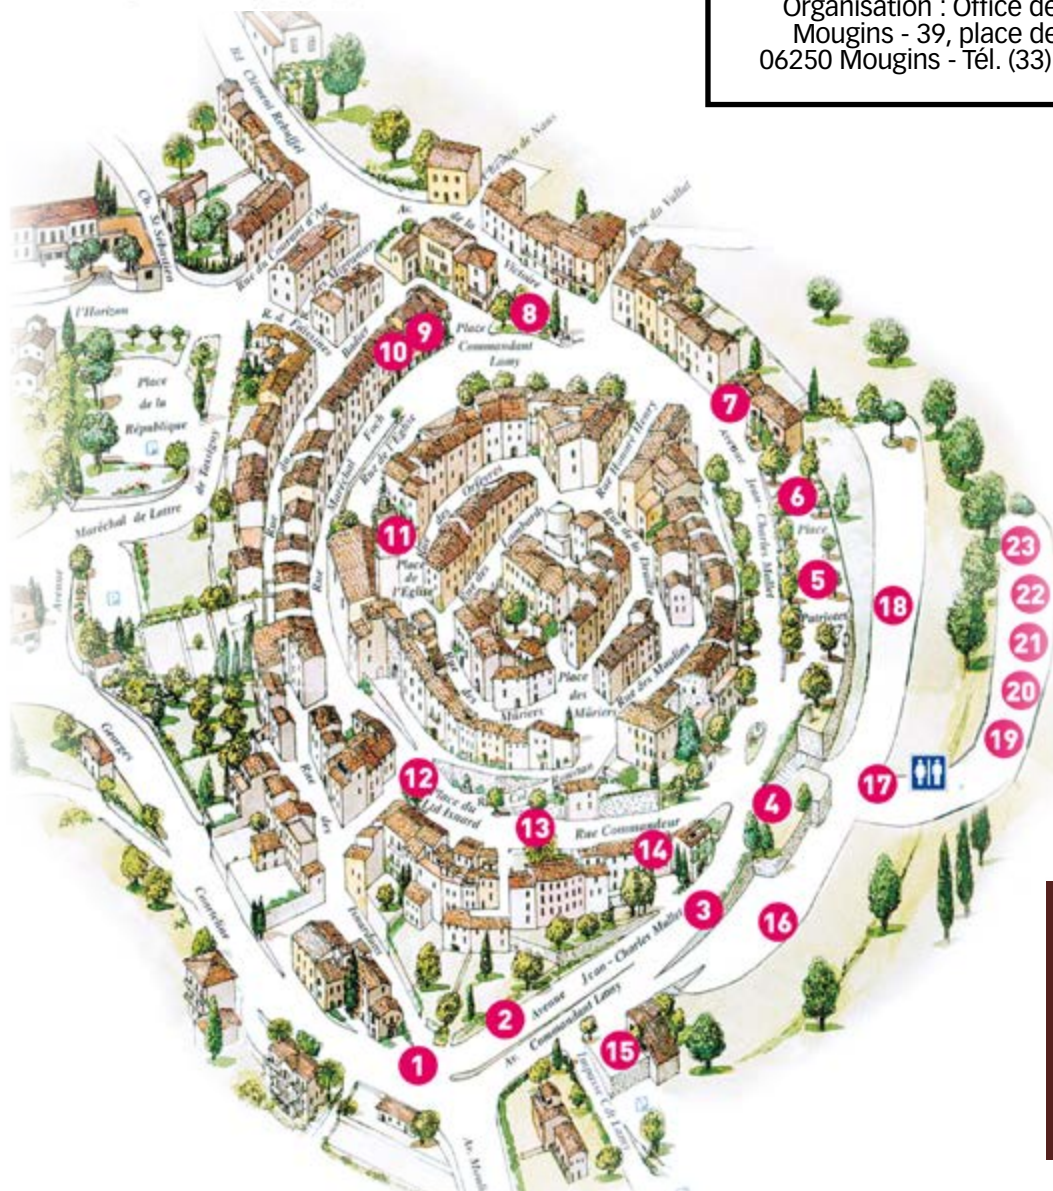 Organisation : Office de
Mougins - 39, place de
06250 Mougins - Tél. (33)
Bd Clément Rebuffel
Ch. St Sébastien
Rue du Courant d'Air
Av.
de la
Victoire
Rue du Vallat
8
l'Horizon
9
10
Place
Commandant
Lamy
Place
de la
République
7
Foch
Maréchal
Rue de l'Eglise
Rue Honoré Henry
Orfèvres
des
Lombards
Avenue
Jean-Charles Mallet
6
Place
5
Patriotes
Maréchal de Lattre
de Tassigny
Avenue
11
Place
de
l'Eglise
Rue
Rue
18
23
22
21
20
19
Place
des
Mûriers
Rue des Moulins
des
Mûriers
Georges
Courteline
Rue
des
12
Place du
Ltd Isnard
13
Rue Commandeur
14
4
17
3
16
2
Avenue Jean-Charles Mallet
Av. Commandant Lamy
1
15